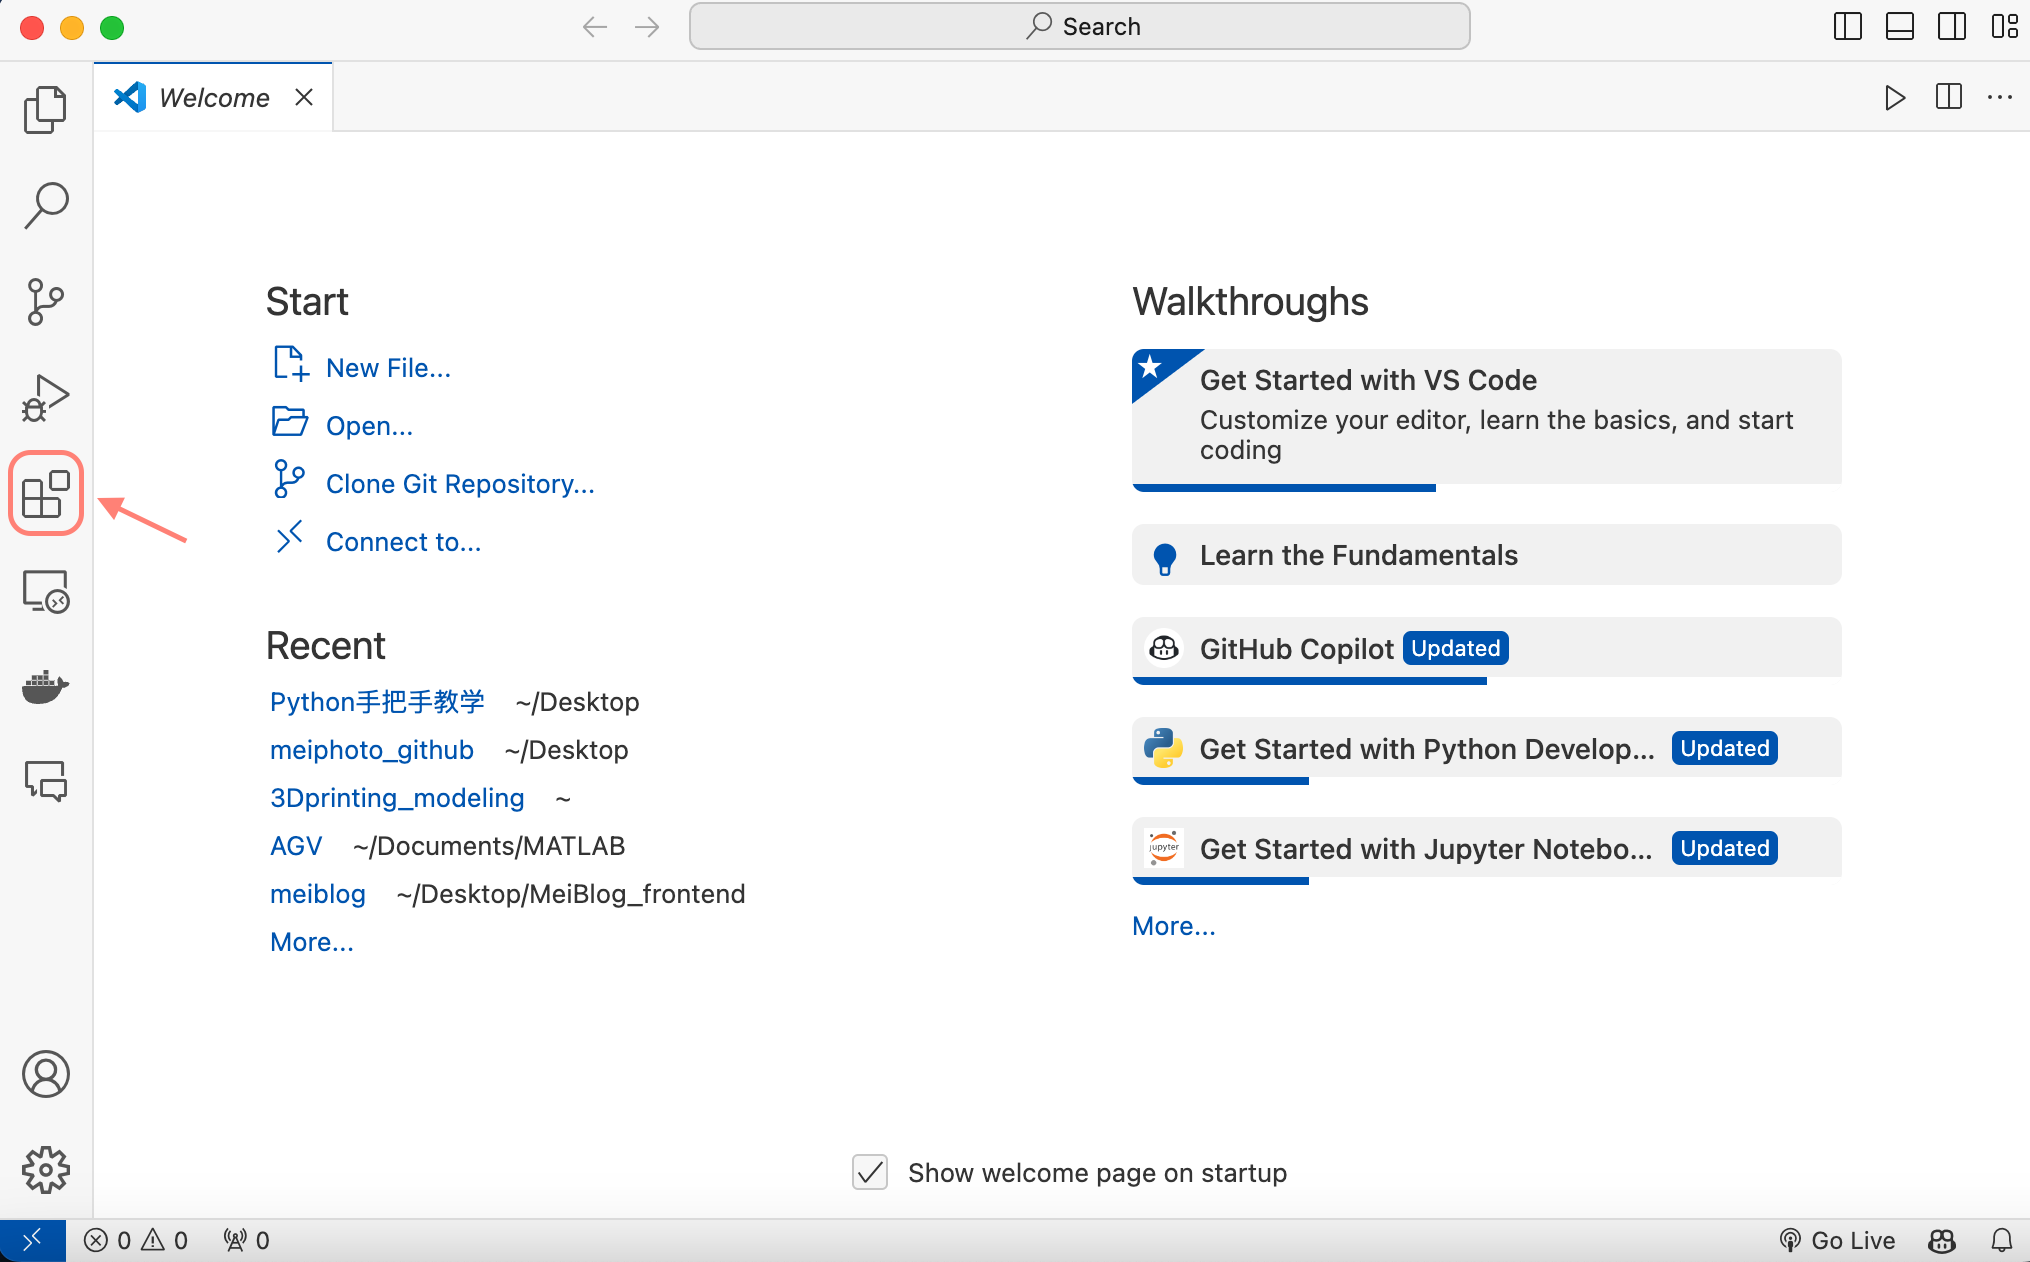 Search
Welcome
Start
New File...
Open...
Clone Git Repository...
Connect to...
Recent
Python手把手教学 ~/Desktop
meiphoto_github ~/Desktop
3Dprinting_modeling ~
AGV ~/Documents/MATLAB
meiblog ~/Desktop/MeiBlog_frontend
More...
Walkthroughs
Get Started with VS Code
Customize your editor, learn the basics, and start
coding
Learn the Fundamentals
GitHub Copilot Updated
Get Started with Python Develop... Updated
jupyter
Get Started with Jupyter Notebo... Updated
More...
Show welcome page on startup
0 0 0 Go Live